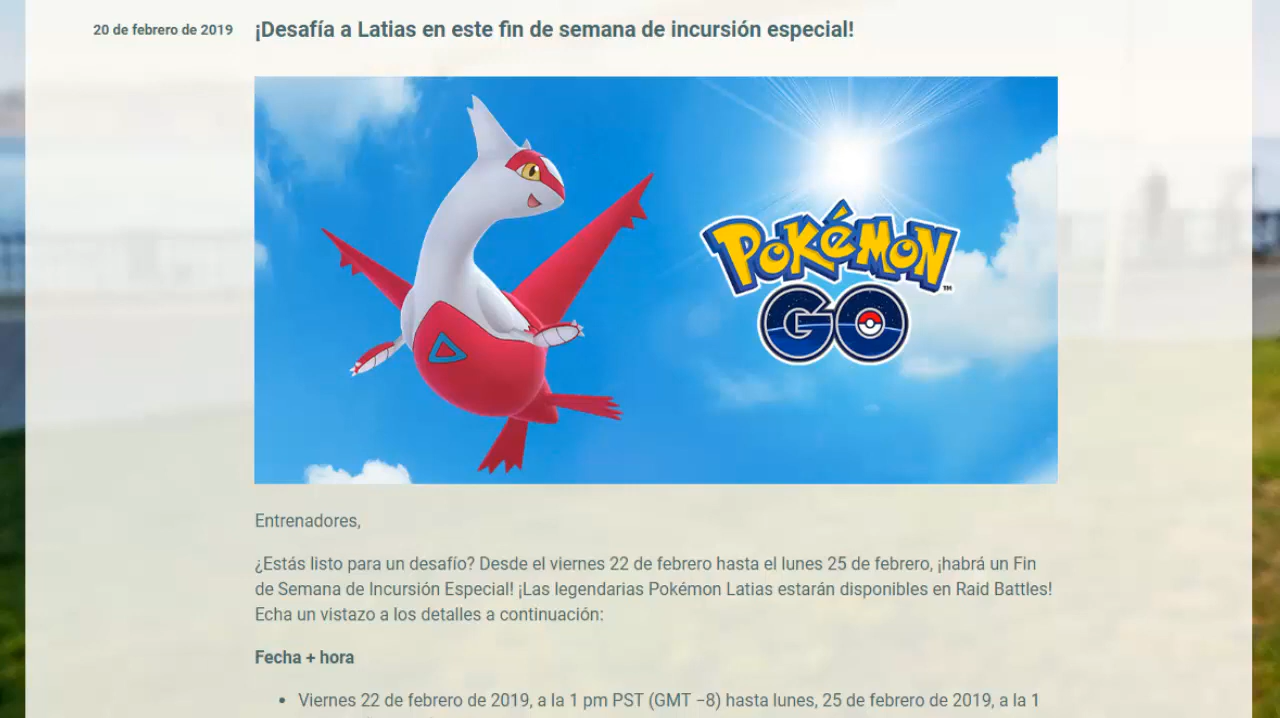 20 de febrero de 2019
¡Desafía a Latias en este fin de semana de incursión especial!
POKéMON
TM
GO
Entrenadores,
¿Estás listo para un desafío? Desde el viernes 22 de febrero hasta el lunes 25 de febrero, ¡habrá un Fin
de Semana de Incursión Especial! ¡Las legendarias Pokémon Latias estarán disponibles en Raid Battles!
Echa un vistazo a los detalles a continuación:
Fecha + hora
• Viernes 22 de febrero de 2019, a la 1 pm PST (GMT −8) hasta lunes, 25 de febrero de 2019, a la 1